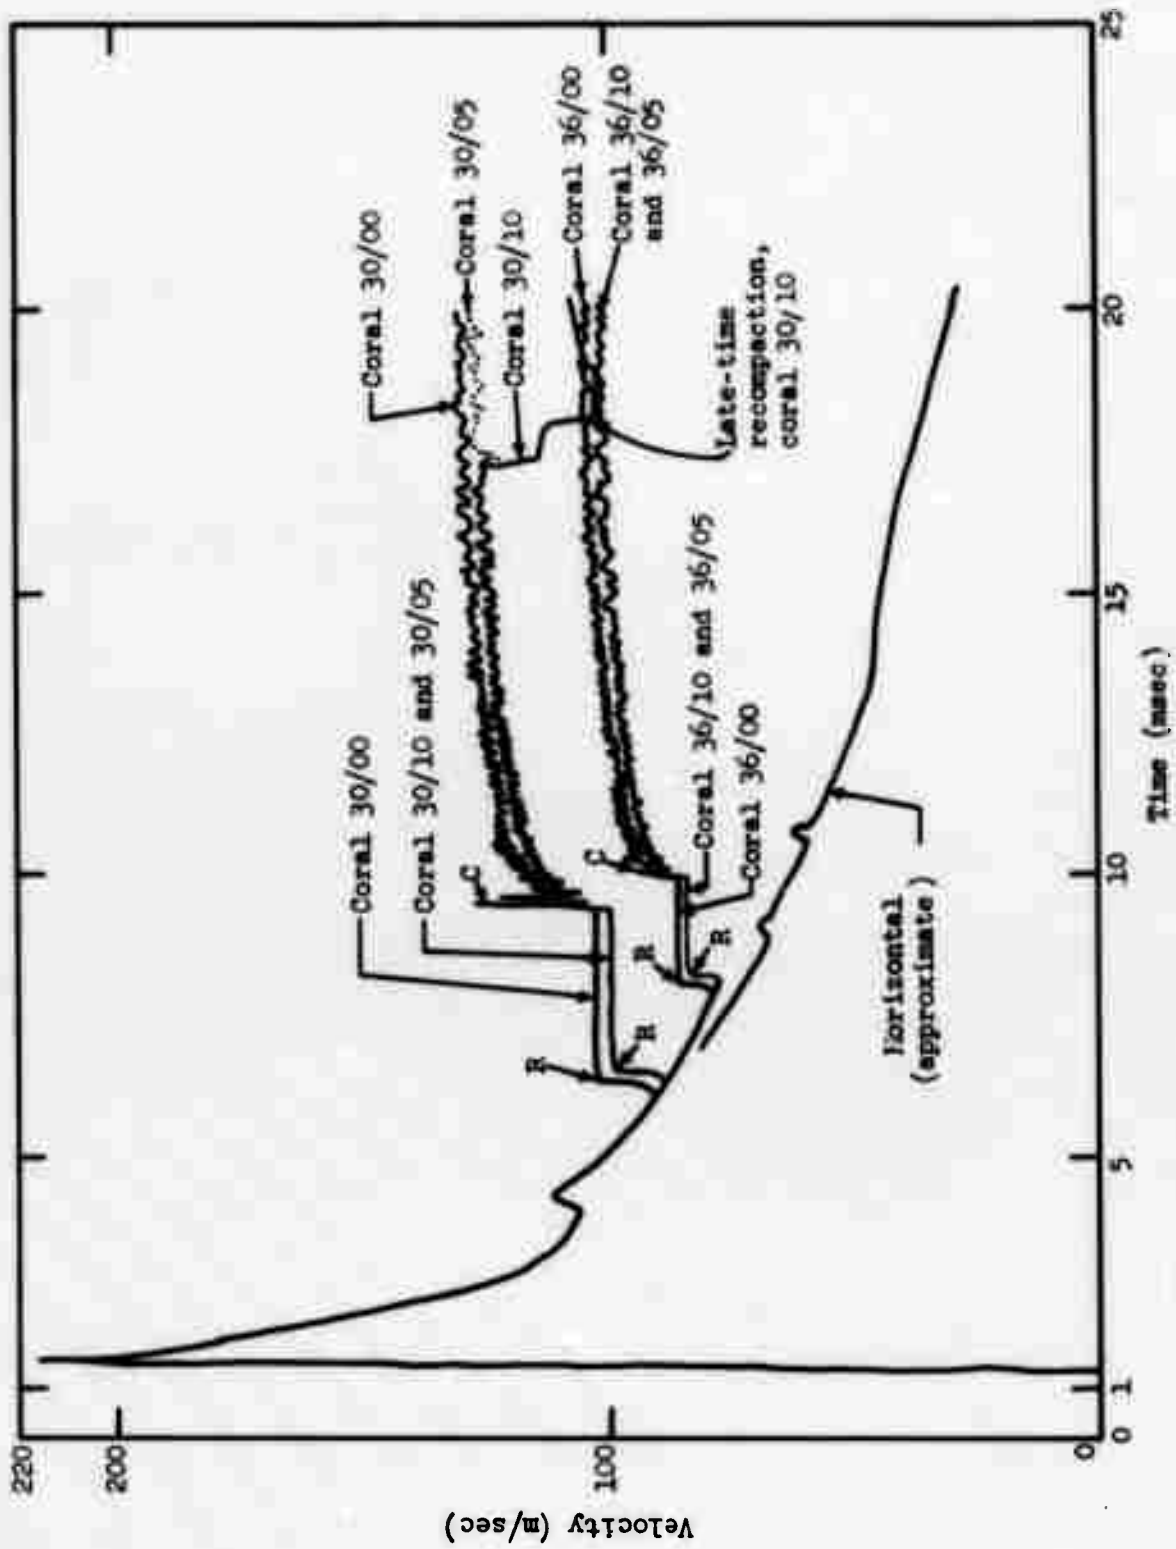 220
200
100
0
Velocity (m/sec)
0
1
5
10
15
20
25
Time (msec)
Coral 30/00
Coral 30/10 and 30/05
R
R
C
Coral 30/00
Coral 30/05
Coral 30/10
Coral 36/00
Coral 36/10
and 36/05
R
R
C
Coral 36/10 and 36/05
Coral 36/00
Late-time
recompaction,
coral 30/10
Horizontal
(approximate)